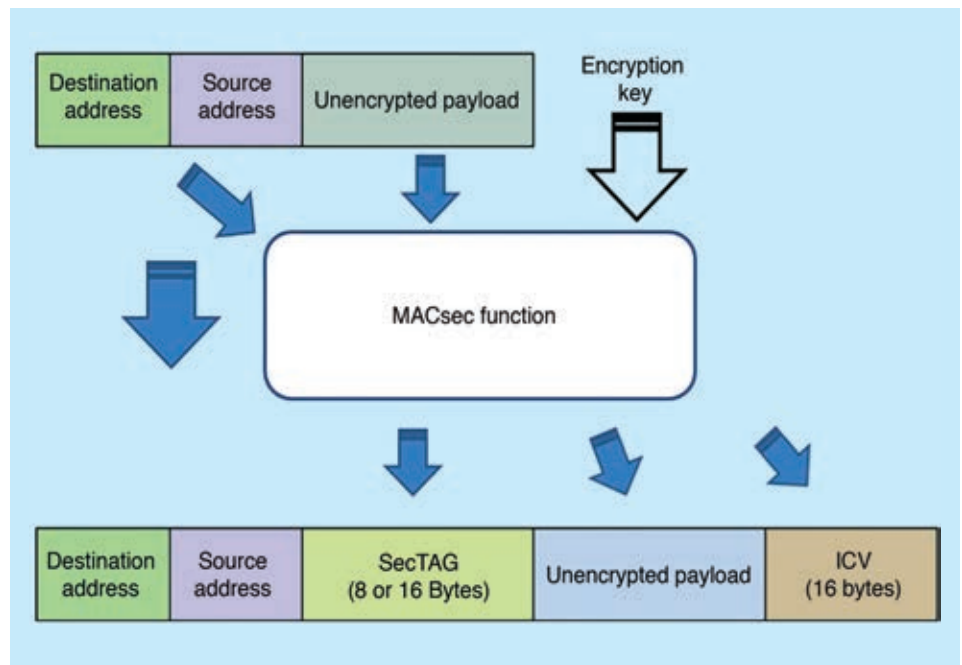 Destination
address
Source
address
Unencrypted payload
Encryption
key
MACsec function
Destination
address
Source
address
SecTAG
(8 or 16 Bytes)
Unencrypted payload
ICV
(16 bytes)